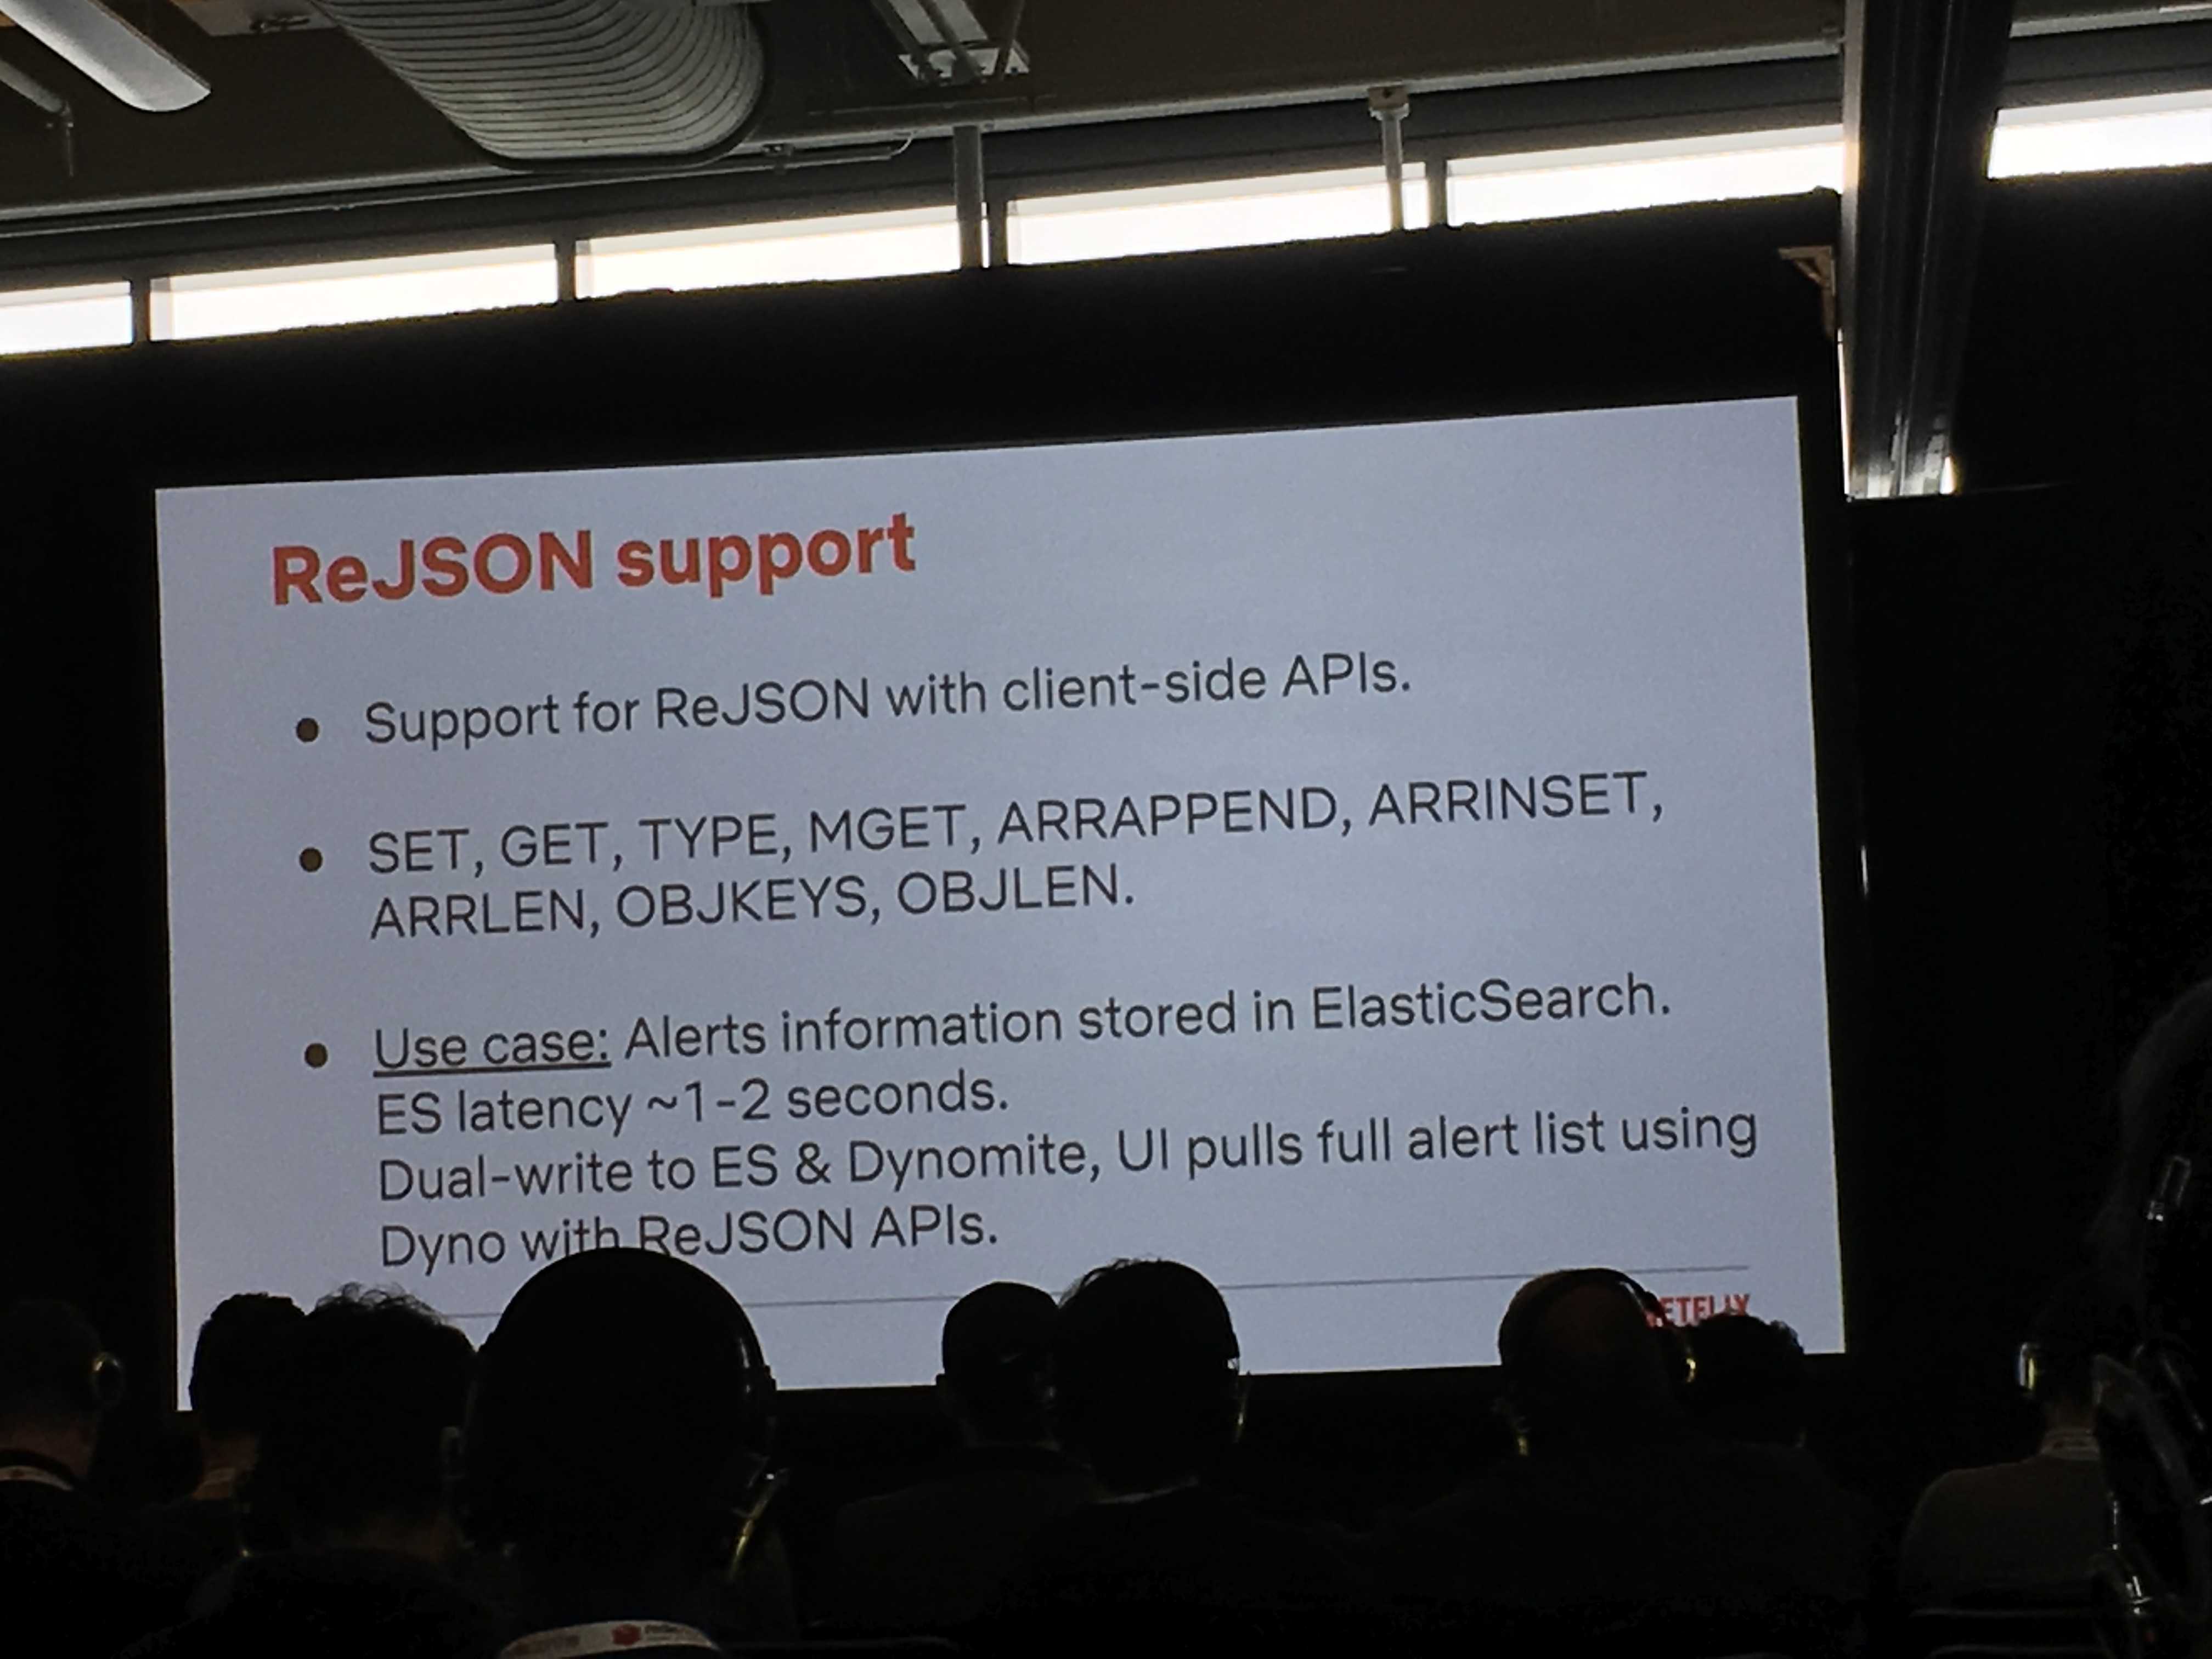 ReJSON support
● Support for ReJSON with client-side APIs.
● SET, GET, TYPE, MGET, ARRAPPEND, ARRINSET,
ARRLEN, OBJKEYS, OBJLEN.
● Use case: Alerts information stored in ElasticSearch.
ES latency ~1-2 seconds.
Dual-write to ES & Dynomite, UI pulls full alert list using
Dyno with ReJSON APIs.
NETFLIX